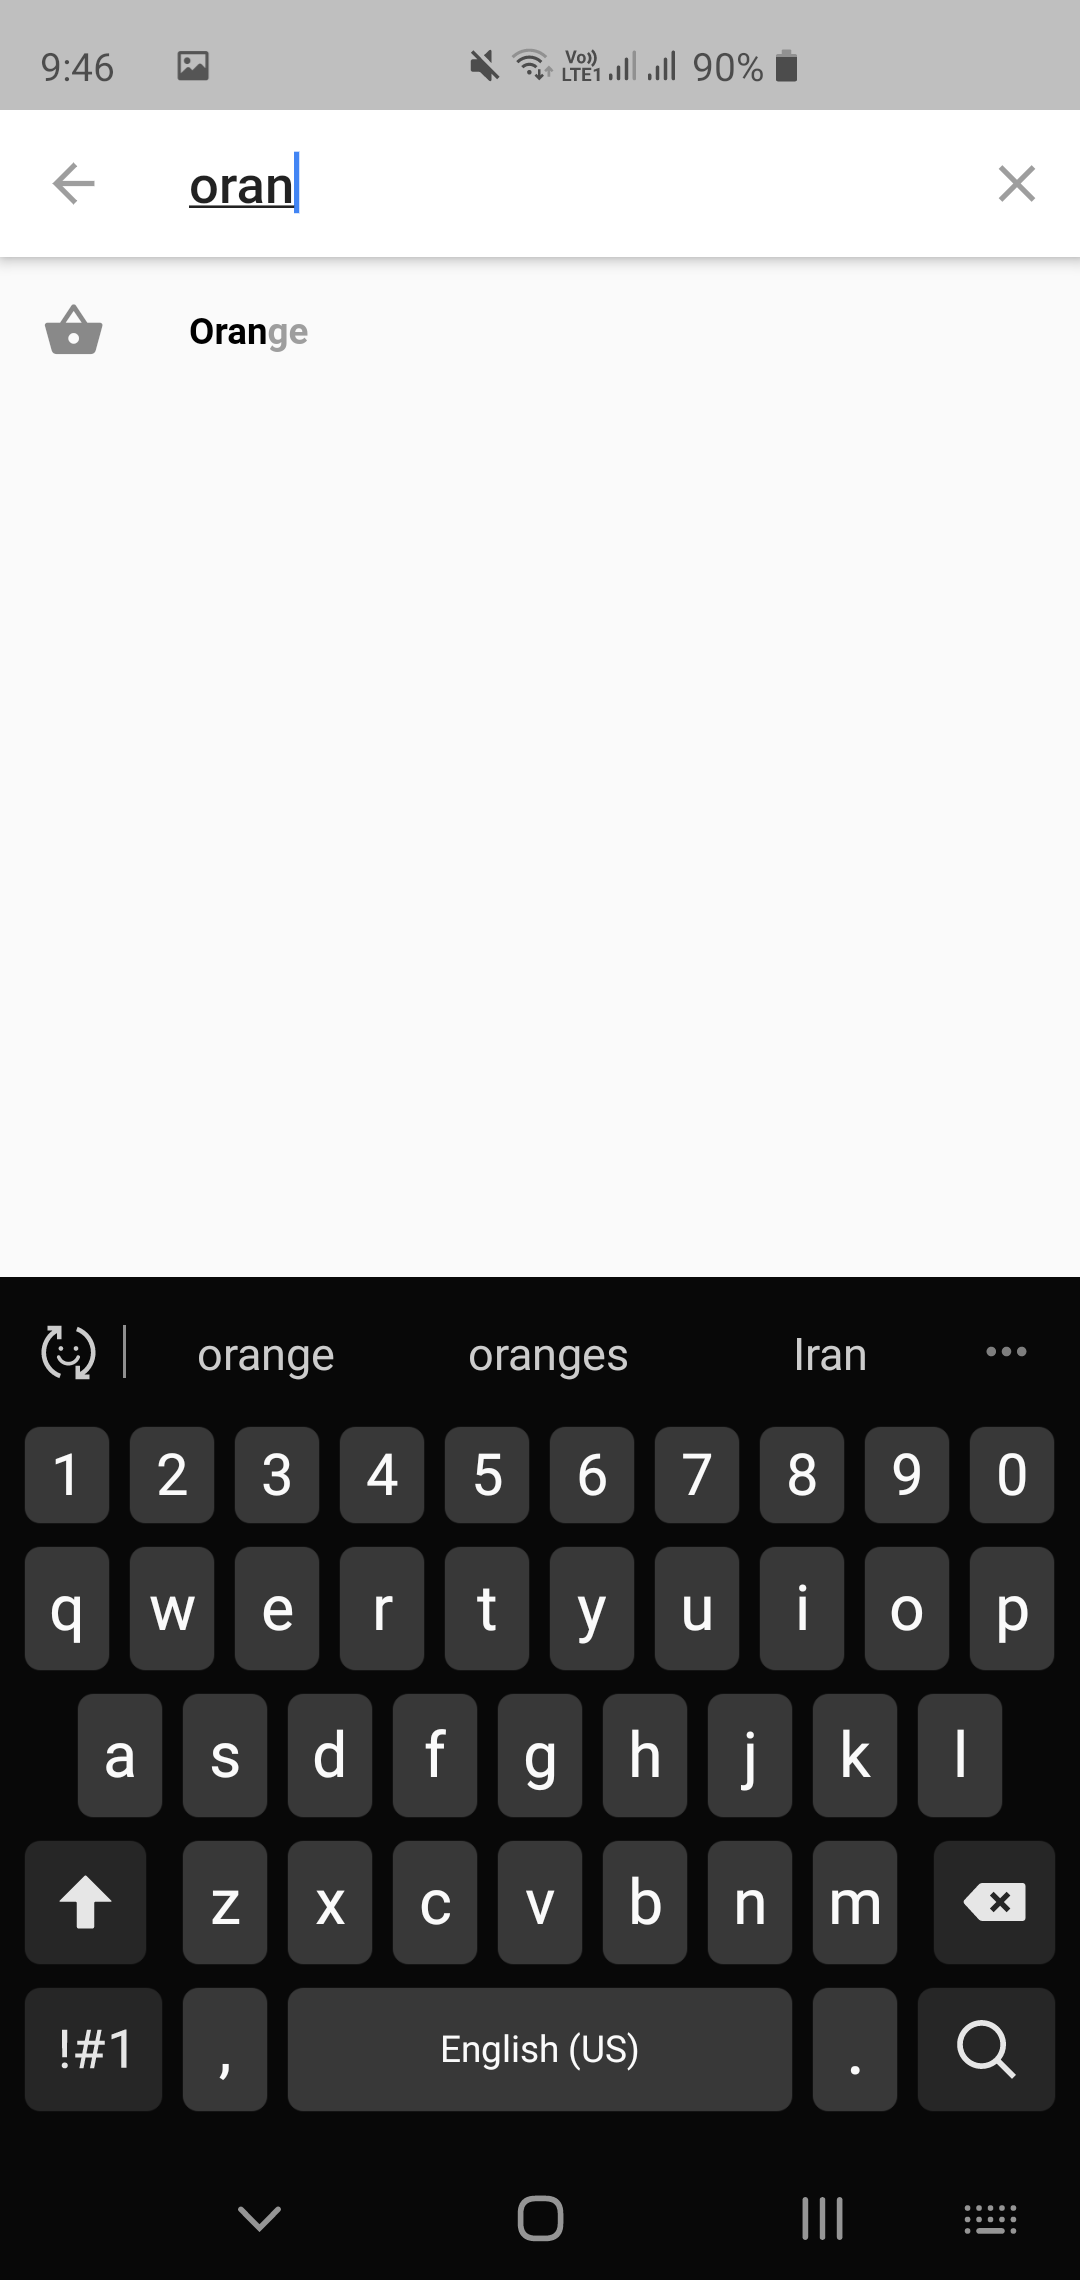 9:46 Vo)) LTE1 90%
oran
Orange
orange oranges Iran
1 2 3 4 5 6 7 8 9 0
q w e r t y u i o p
a s d f g h j k l
z x c v b n m
!#1 , English (US) .